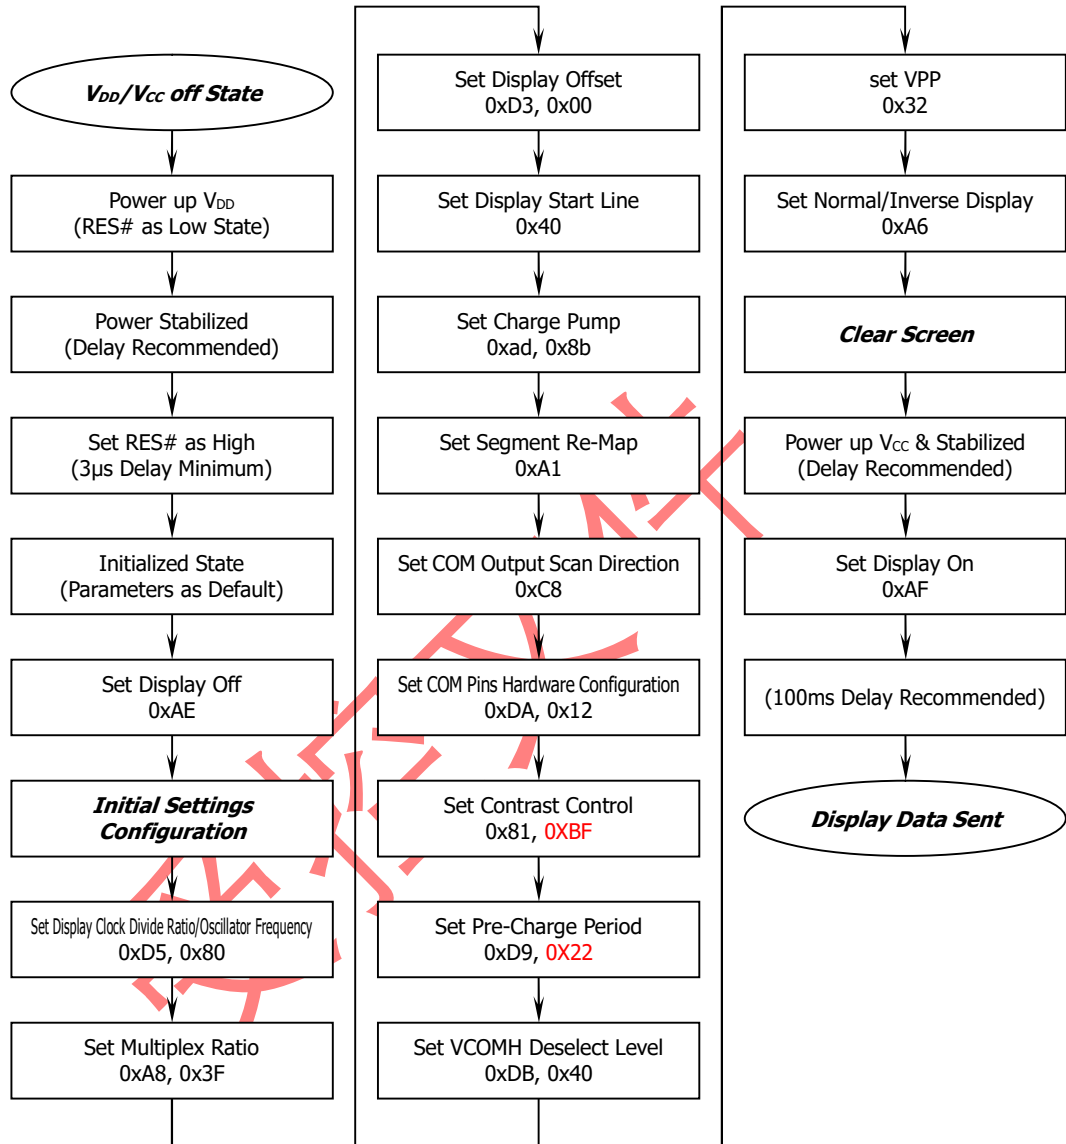 V_DD/V_CC off State
Power up V_DD
(RES# as Low State)
Power Stabilized
(Delay Recommended)
Set RES# as High
(3μs Delay Minimum)
Initialized State
(Parameters as Default)
Set Display Off
0xAE
Initial Settings
Configuration
Set Display Clock Divide Ratio/Oscillator Frequency
0xD5, 0x80
Set Multiplex Ratio
0xA8, 0x3F
Set Display Offset
0xD3, 0x00
Set Display Start Line
0x40
Set Charge Pump
0xad, 0x8b
Set Segment Re-Map
0xA1
Set COM Output Scan Direction
0xC8
Set COM Pins Hardware Configuration
0xDA, 0x12
Set Contrast Control
0x81, 0XBF
Set Pre-Charge Period
0xD9, 0X22
Set VCOMH Deselect Level
0xDB, 0x40
set VPP
0x32
Set Normal/Inverse Display
0xA6
Clear Screen
Power up V_CC & Stabilized
(Delay Recommended)
Set Display On
0xAF
(100ms Delay Recommended)
Display Data Sent